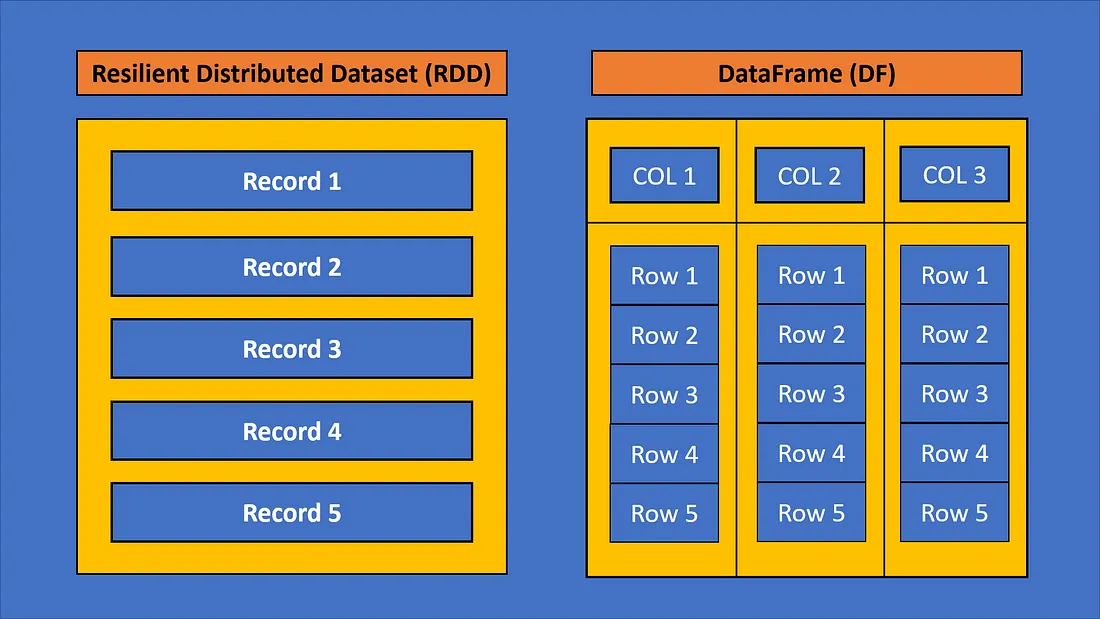 Resilient Distributed Dataset (RDD)
Record 1
Record 2
Record 3
Record 4
Record 5
DataFrame (DF)
COL 1 COL 2 COL 3
Row 1 Row 1 Row 1
Row 2 Row 2 Row 2
Row 3 Row 3 Row 3
Row 4 Row 4 Row 4
Row 5 Row 5 Row 5